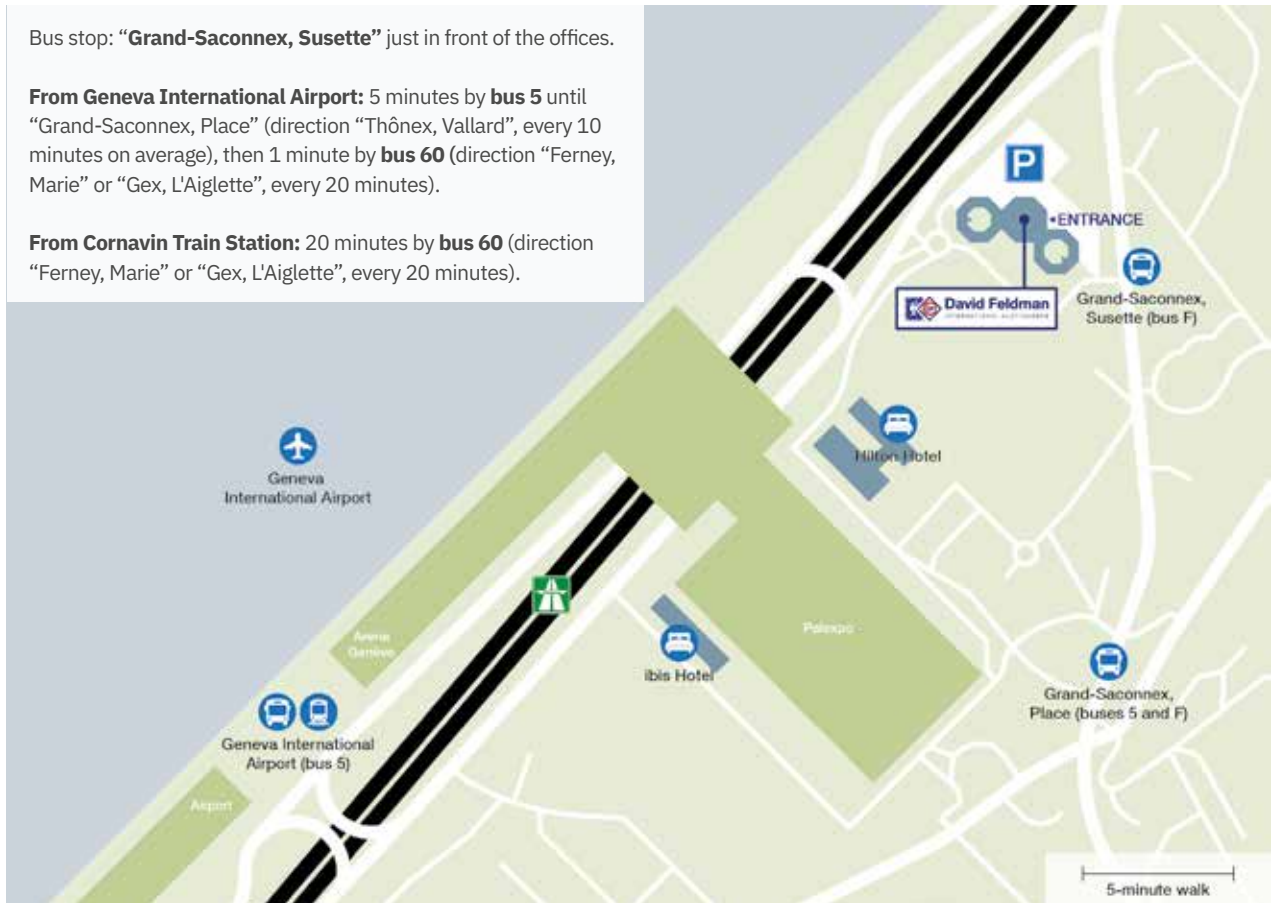 Bus stop: “Grand-Saconnex, Susette” just in front of the offices.
From Geneva International Airport: 5 minutes by bus 5 until
“Grand-Saconnex, Place” (direction “Thônex, Vallard”, every 10
minutes on average), then 1 minute by bus 60 (direction “Ferney,
Marie” or “Gex, L'Aiglette”, every 20 minutes).
From Cornavin Train Station: 20 minutes by bus 60 (direction
“Ferney, Marie” or “Gex, L'Aiglette”, every 20 minutes).
P
•ENTRANCE
David Feldman
Grand-Saconnex,
Susette (bus F)
Hilton Hotel
Geneva
International Airport
Arena
Genève
Palexpo
ibis Hotel
Grand-Saconnex,
Place (buses 5 and F)
Geneva International
Airport (bus 5)
Airport
5-minute walk